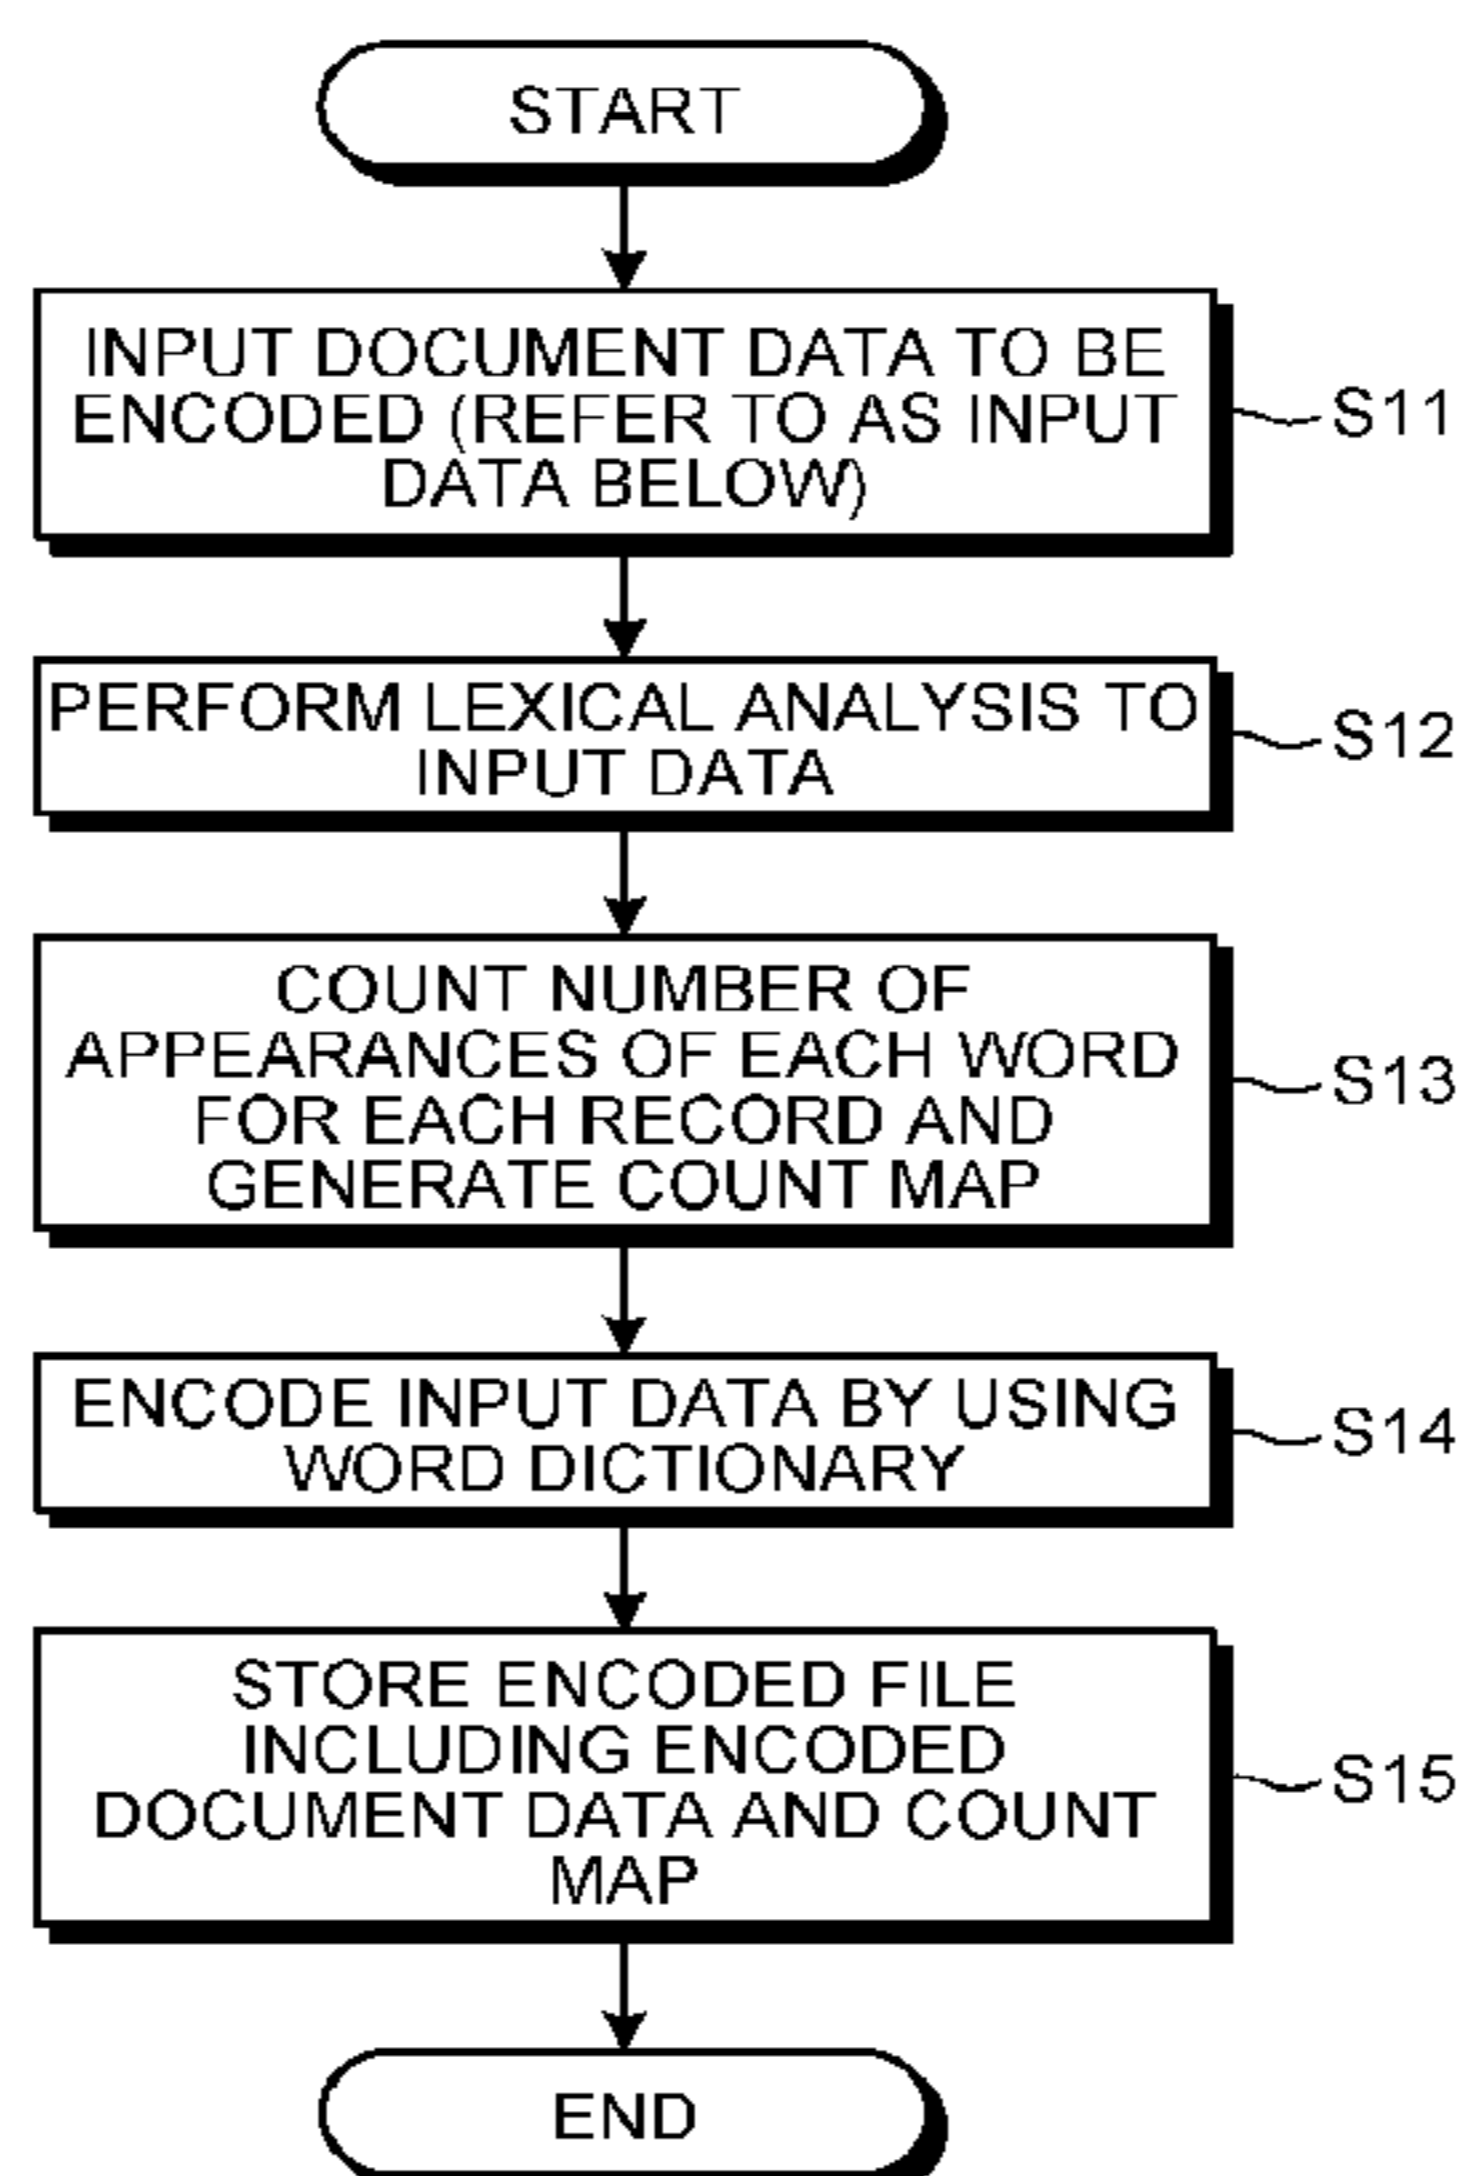 START
INPUT DOCUMENT DATA TO BE
ENCODED (REFER TO AS INPUT
DATA BELOW)
S11
PERFORM LEXICAL ANALYSIS TO
INPUT DATA
S12
COUNT NUMBER OF
APPEARANCES OF EACH WORD
FOR EACH RECORD AND
GENERATE COUNT MAP
S13
ENCODE INPUT DATA BY USING
WORD DICTIONARY
S14
STORE ENCODED FILE
INCLUDING ENCODED
DOCUMENT DATA AND COUNT
MAP
S15
END